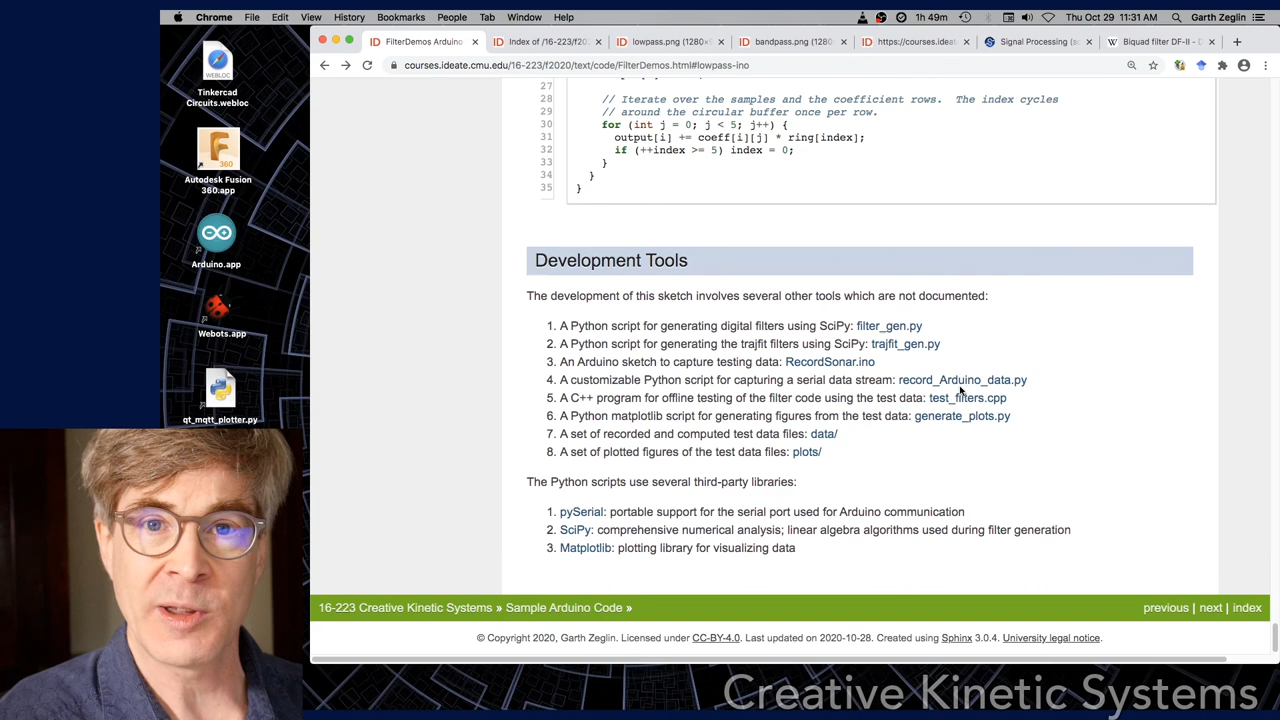 Chrome File Edit View History Bookmarks People Tab Window Help 1h 49m Thu Oct 29 11:31 AM Garth Zeglin
FilterDemos Arduino Index of /16-223/f202 lowpass.png (1280×5 bandpass.png (1280 https://courses.ideat Signal Processing (sc Biquad filter DF-II - C
courses.ideate.cmu.edu/16-223/f2020/text/code/FilterDemos.html#lowpass-ino
WEBLOC
Tinkercad
Circuits.webloc
360
Autodesk Fusion
360.app
Arduino.app
Webots.app
qt_mqtt_plotter.py
27
28 // Iterate over the samples and the coefficient rows. The index cycles
29 // around the circular buffer once per row.
30 for (int j = 0; j < 5; j++) {
31 output[i] += coeff[i][j] * ring[index];
32 if (++index >= 5) index = 0;
33 }
34 }
35 }
Development Tools
The development of this sketch involves several other tools which are not documented:
1. A Python script for generating digital filters using SciPy: filter_gen.py
2. A Python script for generating the trajfit filters using SciPy: trajfit_gen.py
3. An Arduino sketch to capture testing data: RecordSonar.ino
4. A customizable Python script for capturing a serial data stream: record_Arduino_data.py
5. A C++ program for offline testing of the filter code using the test data: test_filters.cpp
6. A Python matplotlib script for generating figures from the test data: generate_plots.py
7. A set of recorded and computed test data files: data/
8. A set of plotted figures of the test data files: plots/
The Python scripts use several third-party libraries:
1. pySerial: portable support for the serial port used for Arduino communication
2. SciPy: comprehensive numerical analysis; linear algebra algorithms used during filter generation
3. Matplotlib: plotting library for visualizing data
16-223 Creative Kinetic Systems » Sample Arduino Code » previous | next | index
© Copyright 2020, Garth Zeglin. Licensed under CC-BY-4.0. Last updated on 2020-10-28. Created using Sphinx 3.0.4. University legal notice.
Creative Kinetic Systems